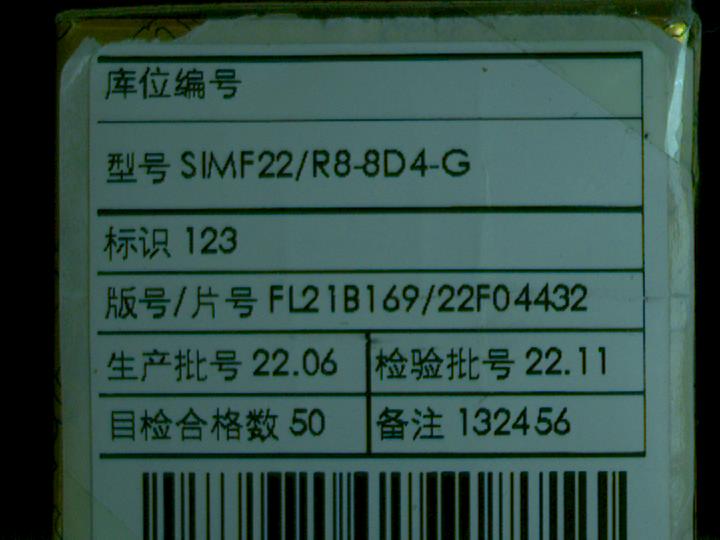 库位编号
型号 SIMF22/R8-8D4-G
标识 123
版号/片号 FL21B169/22F04432
生产批号 22.06 检验批号 22.11
目检合格数 50 备注 132456